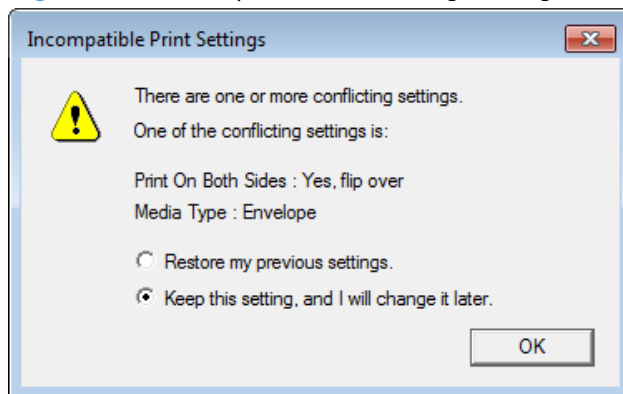 Incompatible Print Settings
There are one or more conflicting settings.
One of the conflicting settings is:
Print On Both Sides : Yes, flip over
Media Type : Envelope
Restore my previous settings.
Keep this setting, and I will change it later.
OK